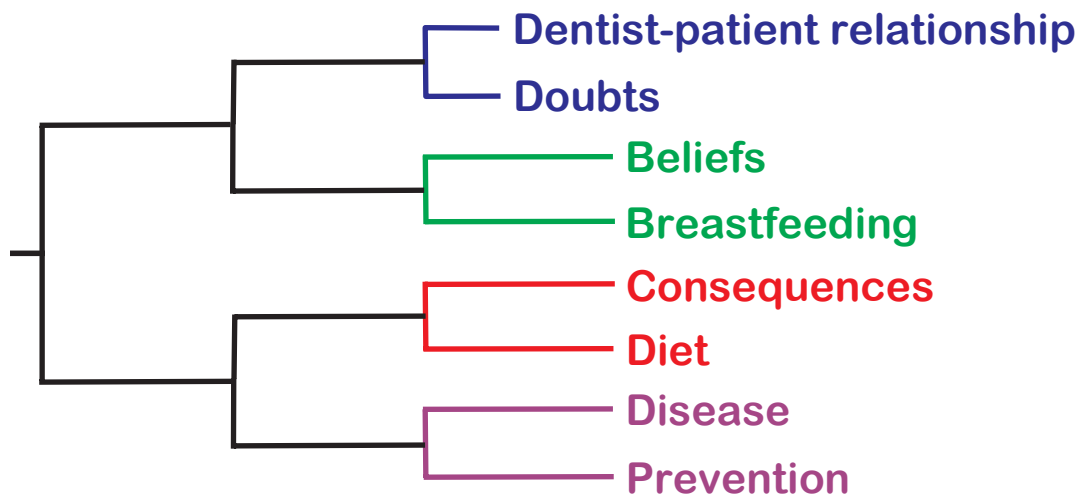 Dentist-patient relationship
Doubts
Beliefs
Breastfeeding
Consequences
Diet
Disease
Prevention